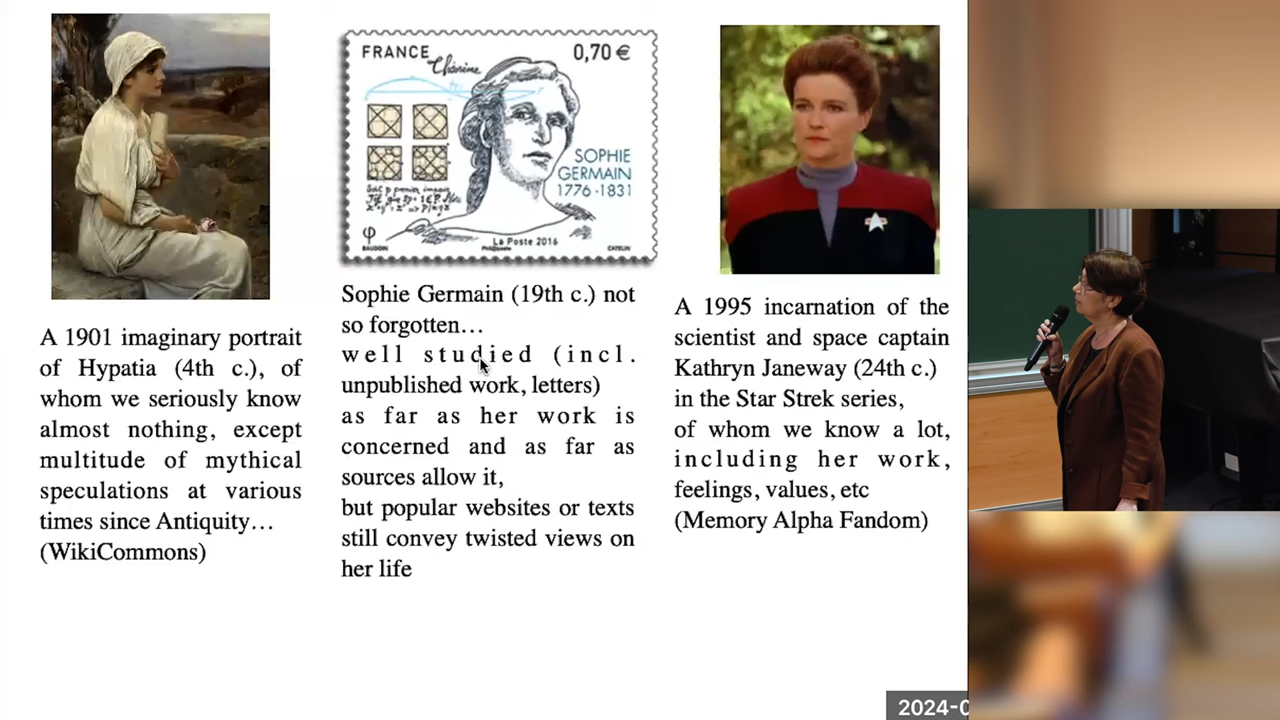 A 1901 imaginary portrait
of Hypatia (4th c.), of
whom we seriously know
almost nothing, except
multitude of mythical
speculations at various
times since Antiquity…
(WikiCommons)
FRANCE
0,70 €
SOPHIE
GERMAIN
1776-1831
La Poste 2016
BAUDON
CATELIN
Sophie Germain (19th c.) not
so forgotten…
well studied (incl.
unpublished work, letters)
as far as her work is
concerned and as far as
sources allow it,
but popular websites or texts
still convey twisted views on
her life
A 1995 incarnation of the
scientist and space captain
Kathryn Janeway (24th c.)
in the Star Strek series,
of whom we know a lot,
including her work,
feelings, values, etc
(Memory Alpha Fandom)